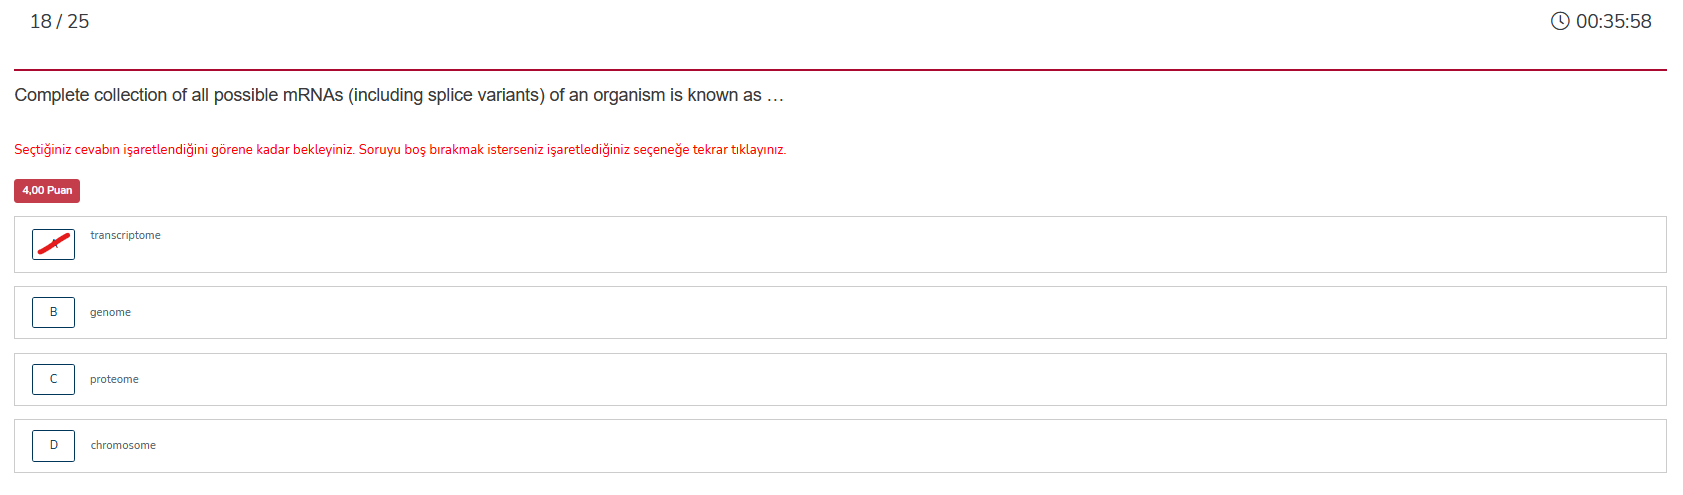 18 / 25
00:35:58
Complete collection of all possible mRNAs (including splice variants) of an organism is known as …
Seçtiğiniz cevabın işaretlendiğini görene kadar bekleyiniz. Soruyu boş bırakmak isterseniz işaretlediğiniz seçeneğe tekrar tıklayınız.
4,00 Puan
A transcriptome
B genome
C proteome
D chromosome